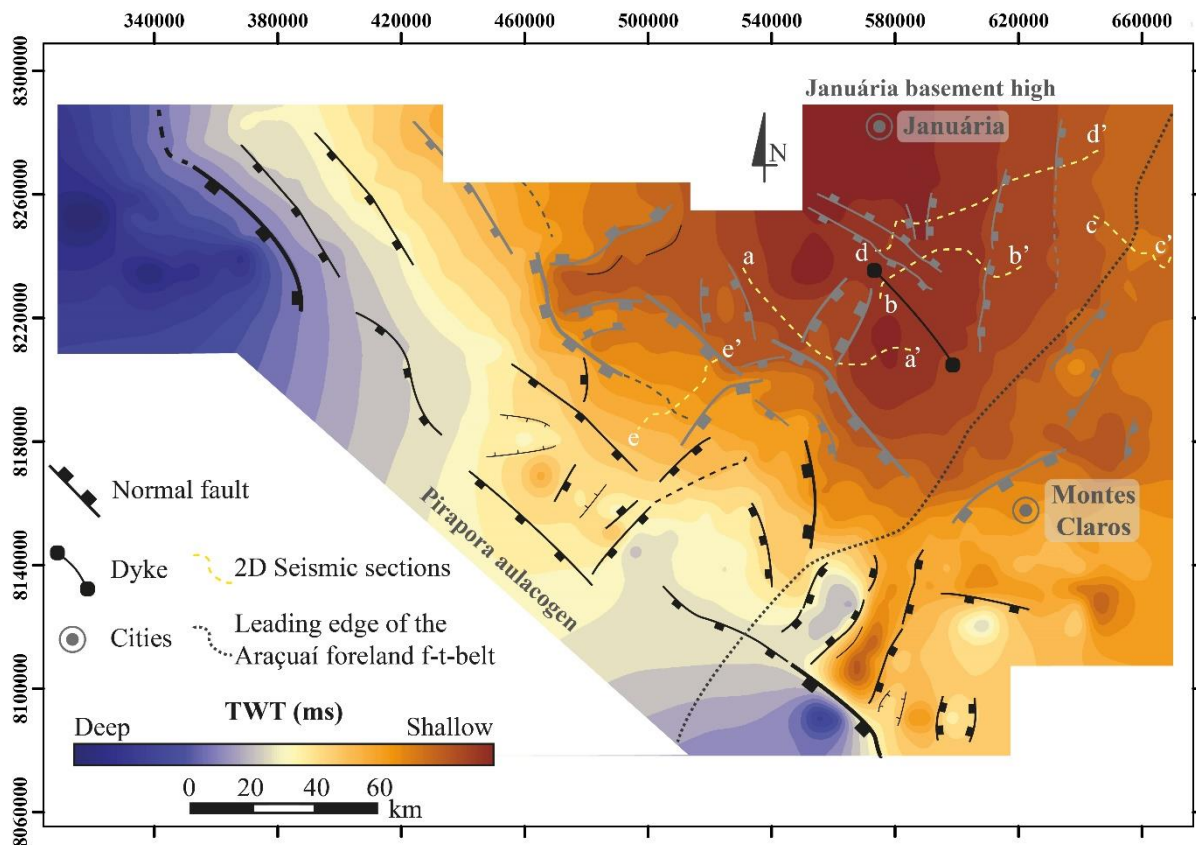 340000 380000 420000 460000 500000 540000 580000 620000 660000
8300000
8260000
8220000
8180000
8140000
8100000
8060000
Januária basement high
Januária
N
d'
c
c'
a
d
b'
b
a'
e'
e
Montes
Claros
Pirapora aulacogen
Normal fault
Dyke
2D Seismic sections
Cities
Leading edge of the
Araçuaí foreland f-t-belt
TWT (ms)
Deep
Shallow
0 20 40 60
km